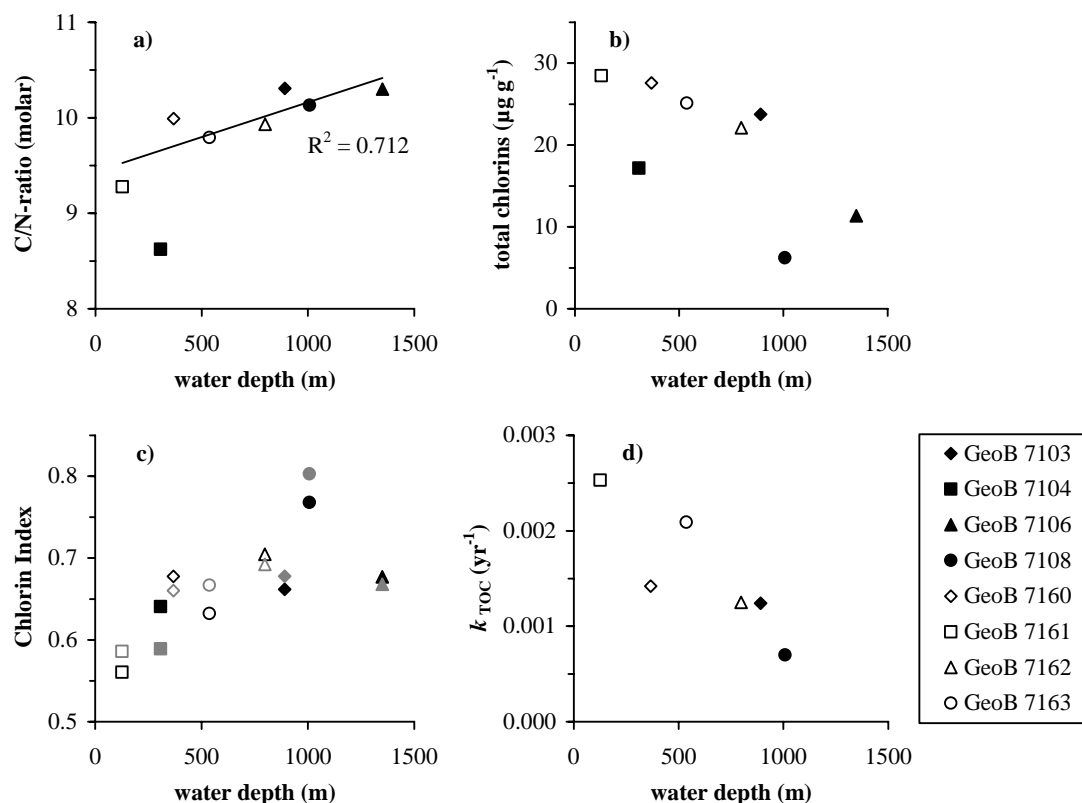 a)
11
10
9
8
0
500
1000
1500
C/N-ratio (molar)
R² = 0.712
water depth (m)
b)
40
30
20
10
0
0
500
1000
1500
total chlorins (µg g⁻¹)
water depth (m)
c)
0.8
0.7
0.6
0.5
0
500
1000
1500
Chlorin Index
water depth (m)
d)
0.003
0.002
0.001
0.000
0
500
1000
1500
k TOC (yr⁻¹)
water depth (m)
GeoB 7103
GeoB 7104
GeoB 7106
GeoB 7108
GeoB 7160
GeoB 7161
GeoB 7162
GeoB 7163